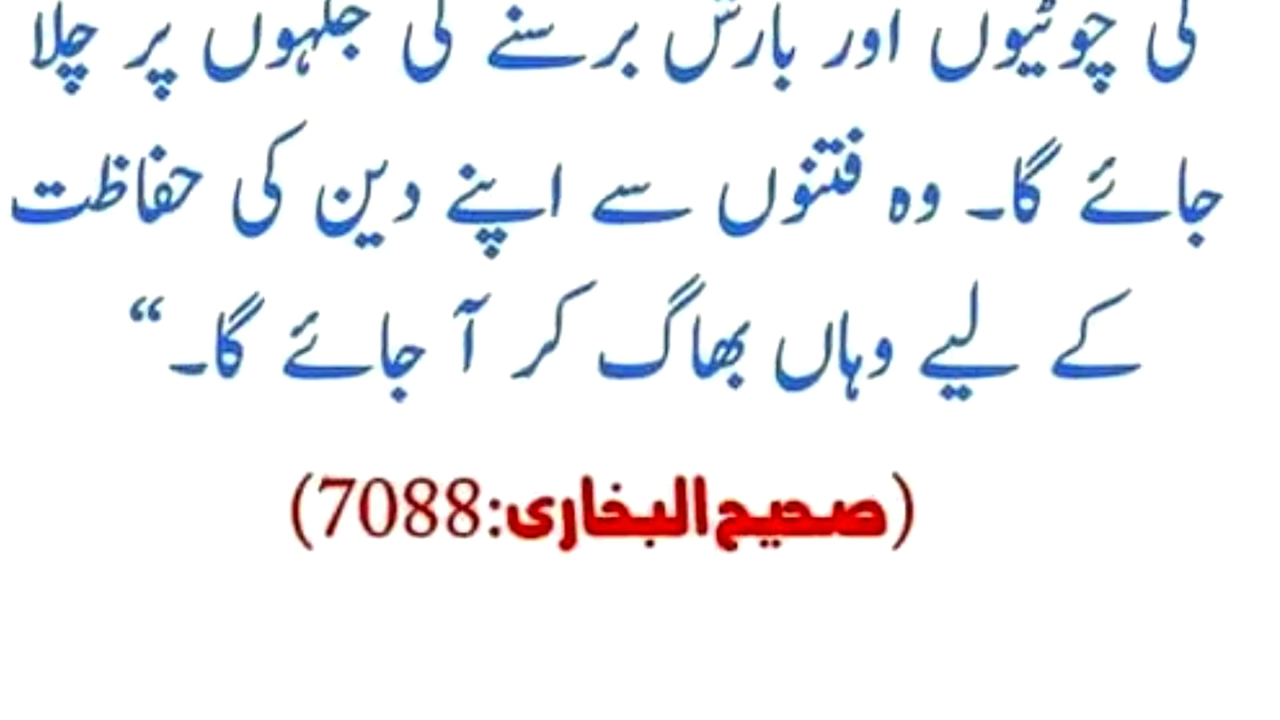 کی چوٹیوں اور بارش برسنے کی جگہوں پر چلا
جائے گا۔ وہ فتنوں سے اپنے دین کی حفاظت
کے لیے وہاں بھاگ کر آ جائے گا۔“
(صحیح البخاری:7088)